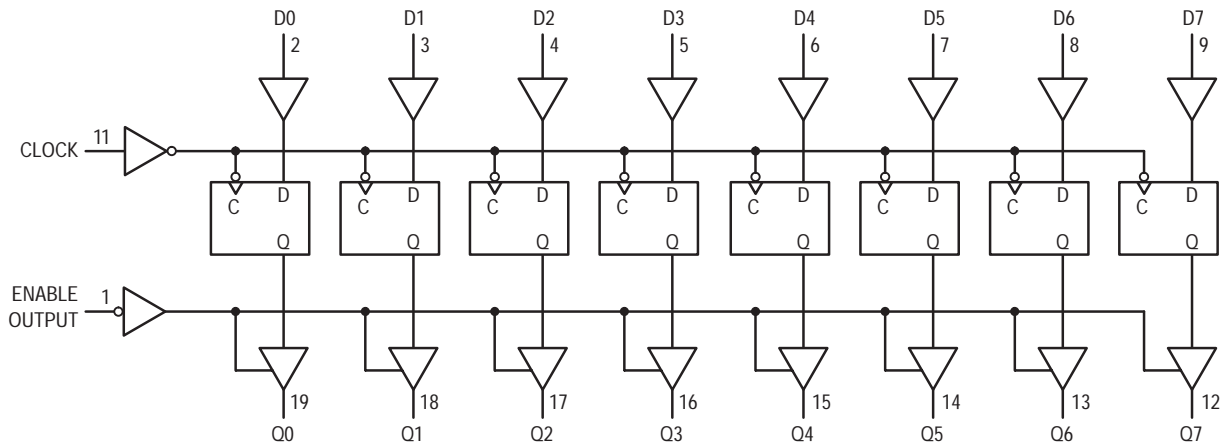 D0 D1 D2 D3 D4 D5 D6 D7
2 3 4 5 6 7 8 9
CLOCK 11
C D C D C D C D C D C D C D C D
Q Q Q Q Q Q Q Q
ENABLE
OUTPUT 1
19 18 17 16 15 14 13 12
Q0 Q1 Q2 Q3 Q4 Q5 Q6 Q7